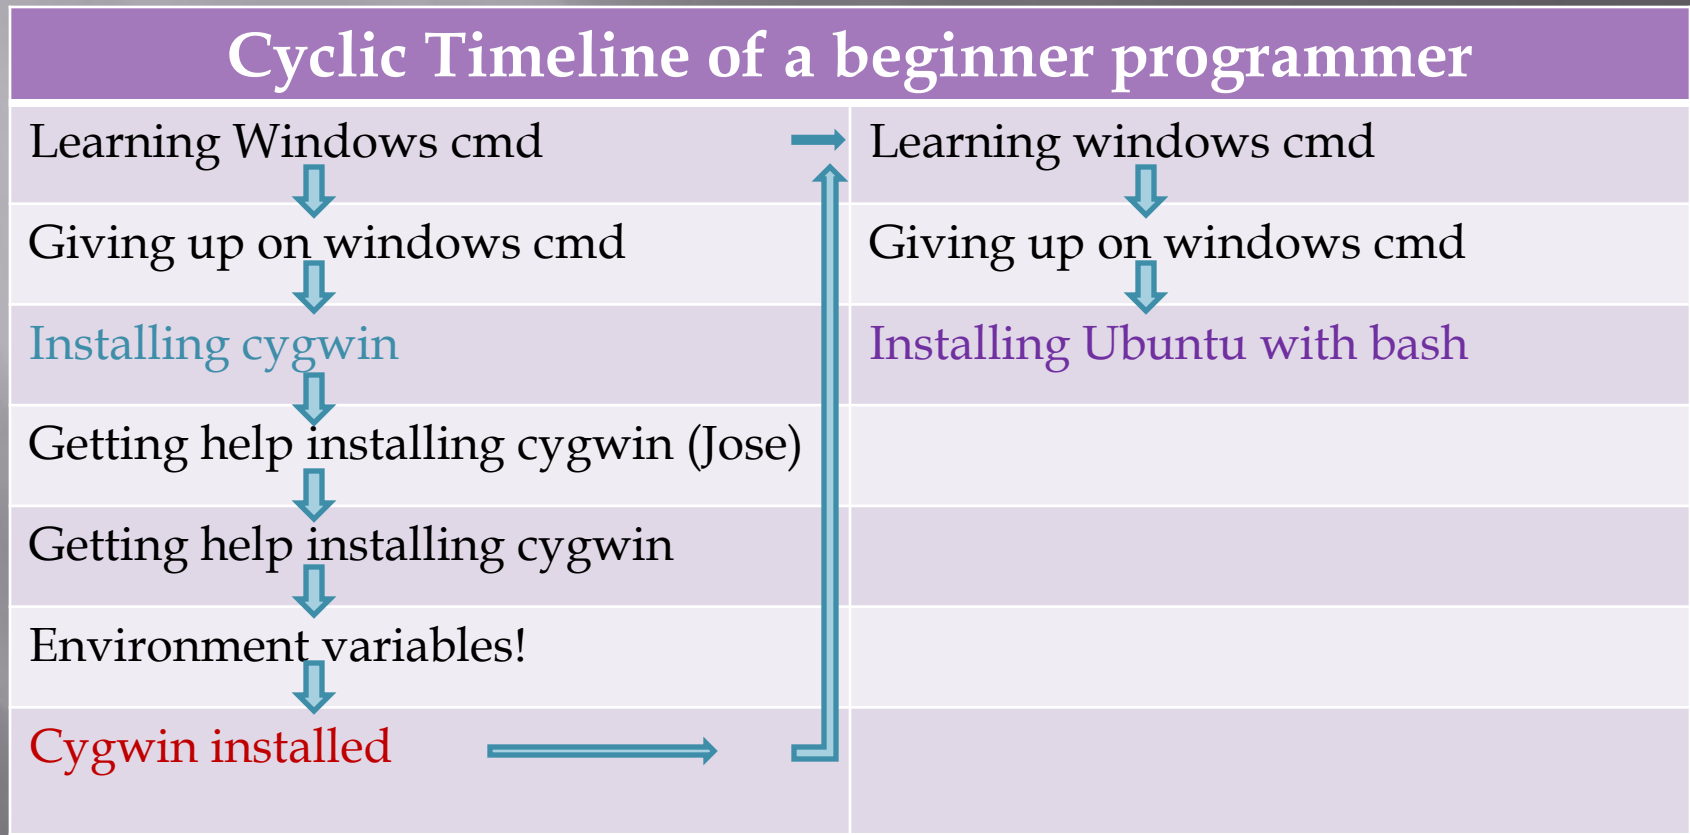 Cyclic Timeline of a beginner programmer
Learning Windows cmd
Giving up on windows cmd
Installing cygwin
Getting help installing cygwin (Jose)
Getting help installing cygwin
Environment variables!
Cygwin installed
Learning windows cmd
Giving up on windows cmd
Installing Ubuntu with bash